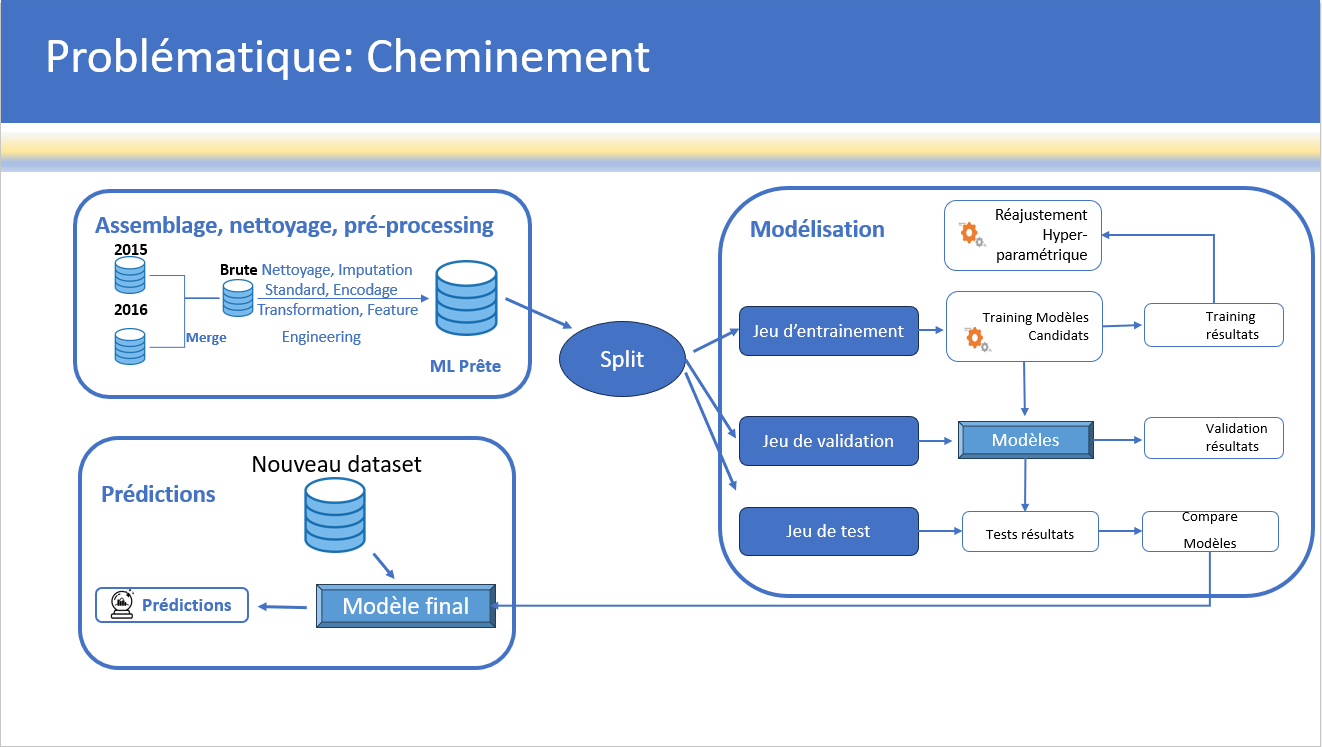 Problématique: Cheminement
Assemblage, nettoyage, pré-processing
2015
2016
Merge
Brute
Nettoyage, Imputation
Standard, Encodage
Transformation, Feature
Engineering
ML Prête
Split
Modélisation
Réajustement
Hyper-
paramétrique
Jeu d’entrainement
Training Modèles
Candidats
Training
résultats
Jeu de validation
Modèles
Validation
résultats
Jeu de test
Tests résultats
Compare
Modèles
Nouveau dataset
Prédictions
Modèle final
Prédictions